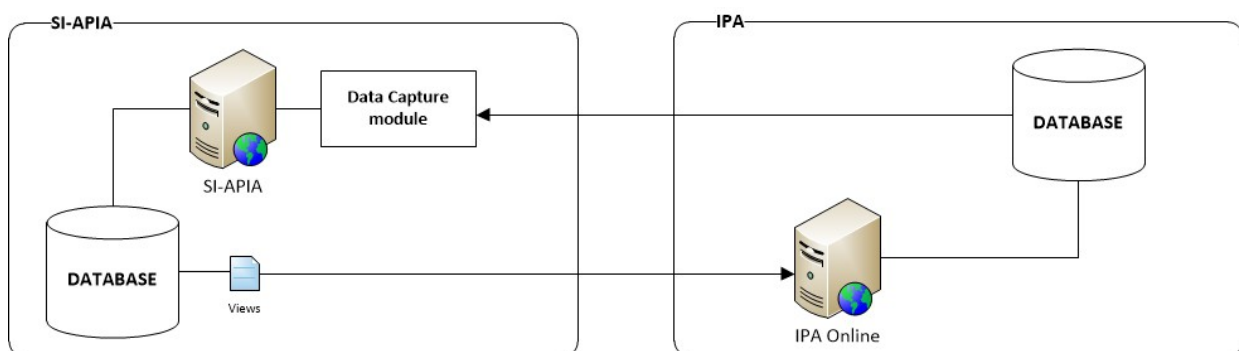 SI-APIA
IPA
Data Capture
module
DATABASE
SI-APIA
DATABASE
Views
IPA Online